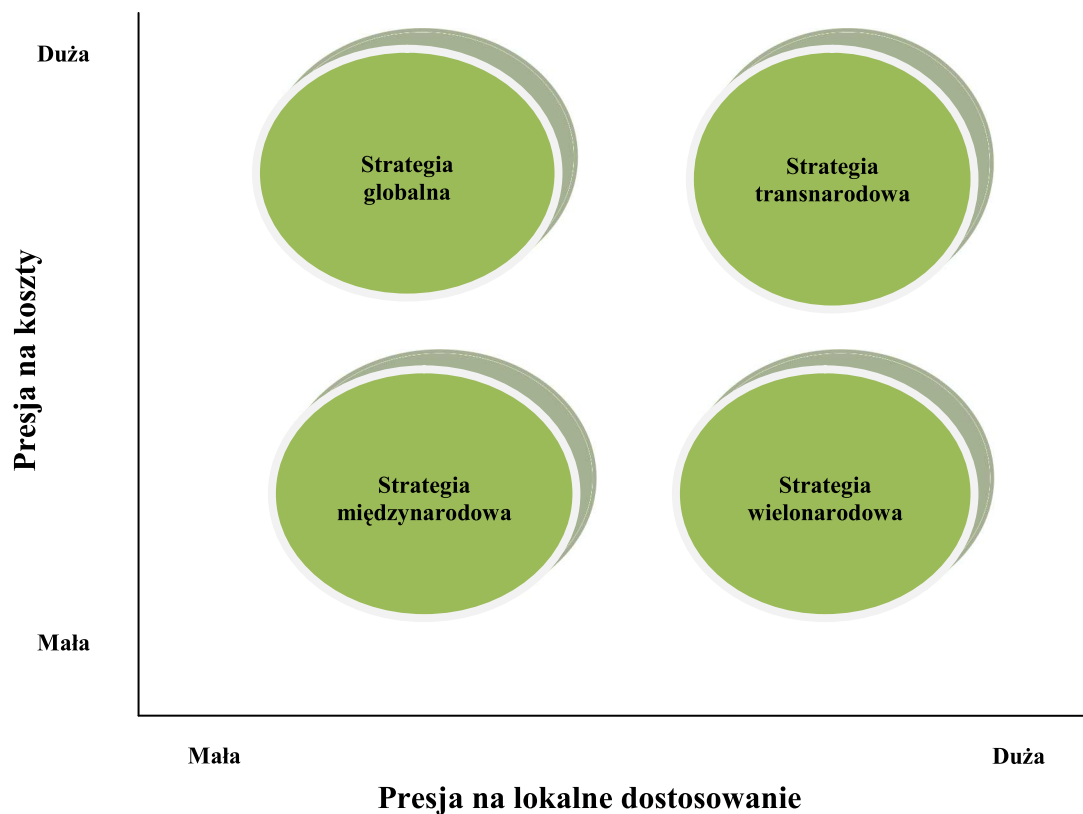 Duża
Strategia
globalna
Strategia
transnarodowa
Presja na koszty
Strategia
międzynarodowa
Strategia
wielonarodowa
Mała
Mała
Duża
Presja na lokalne dostosowanie